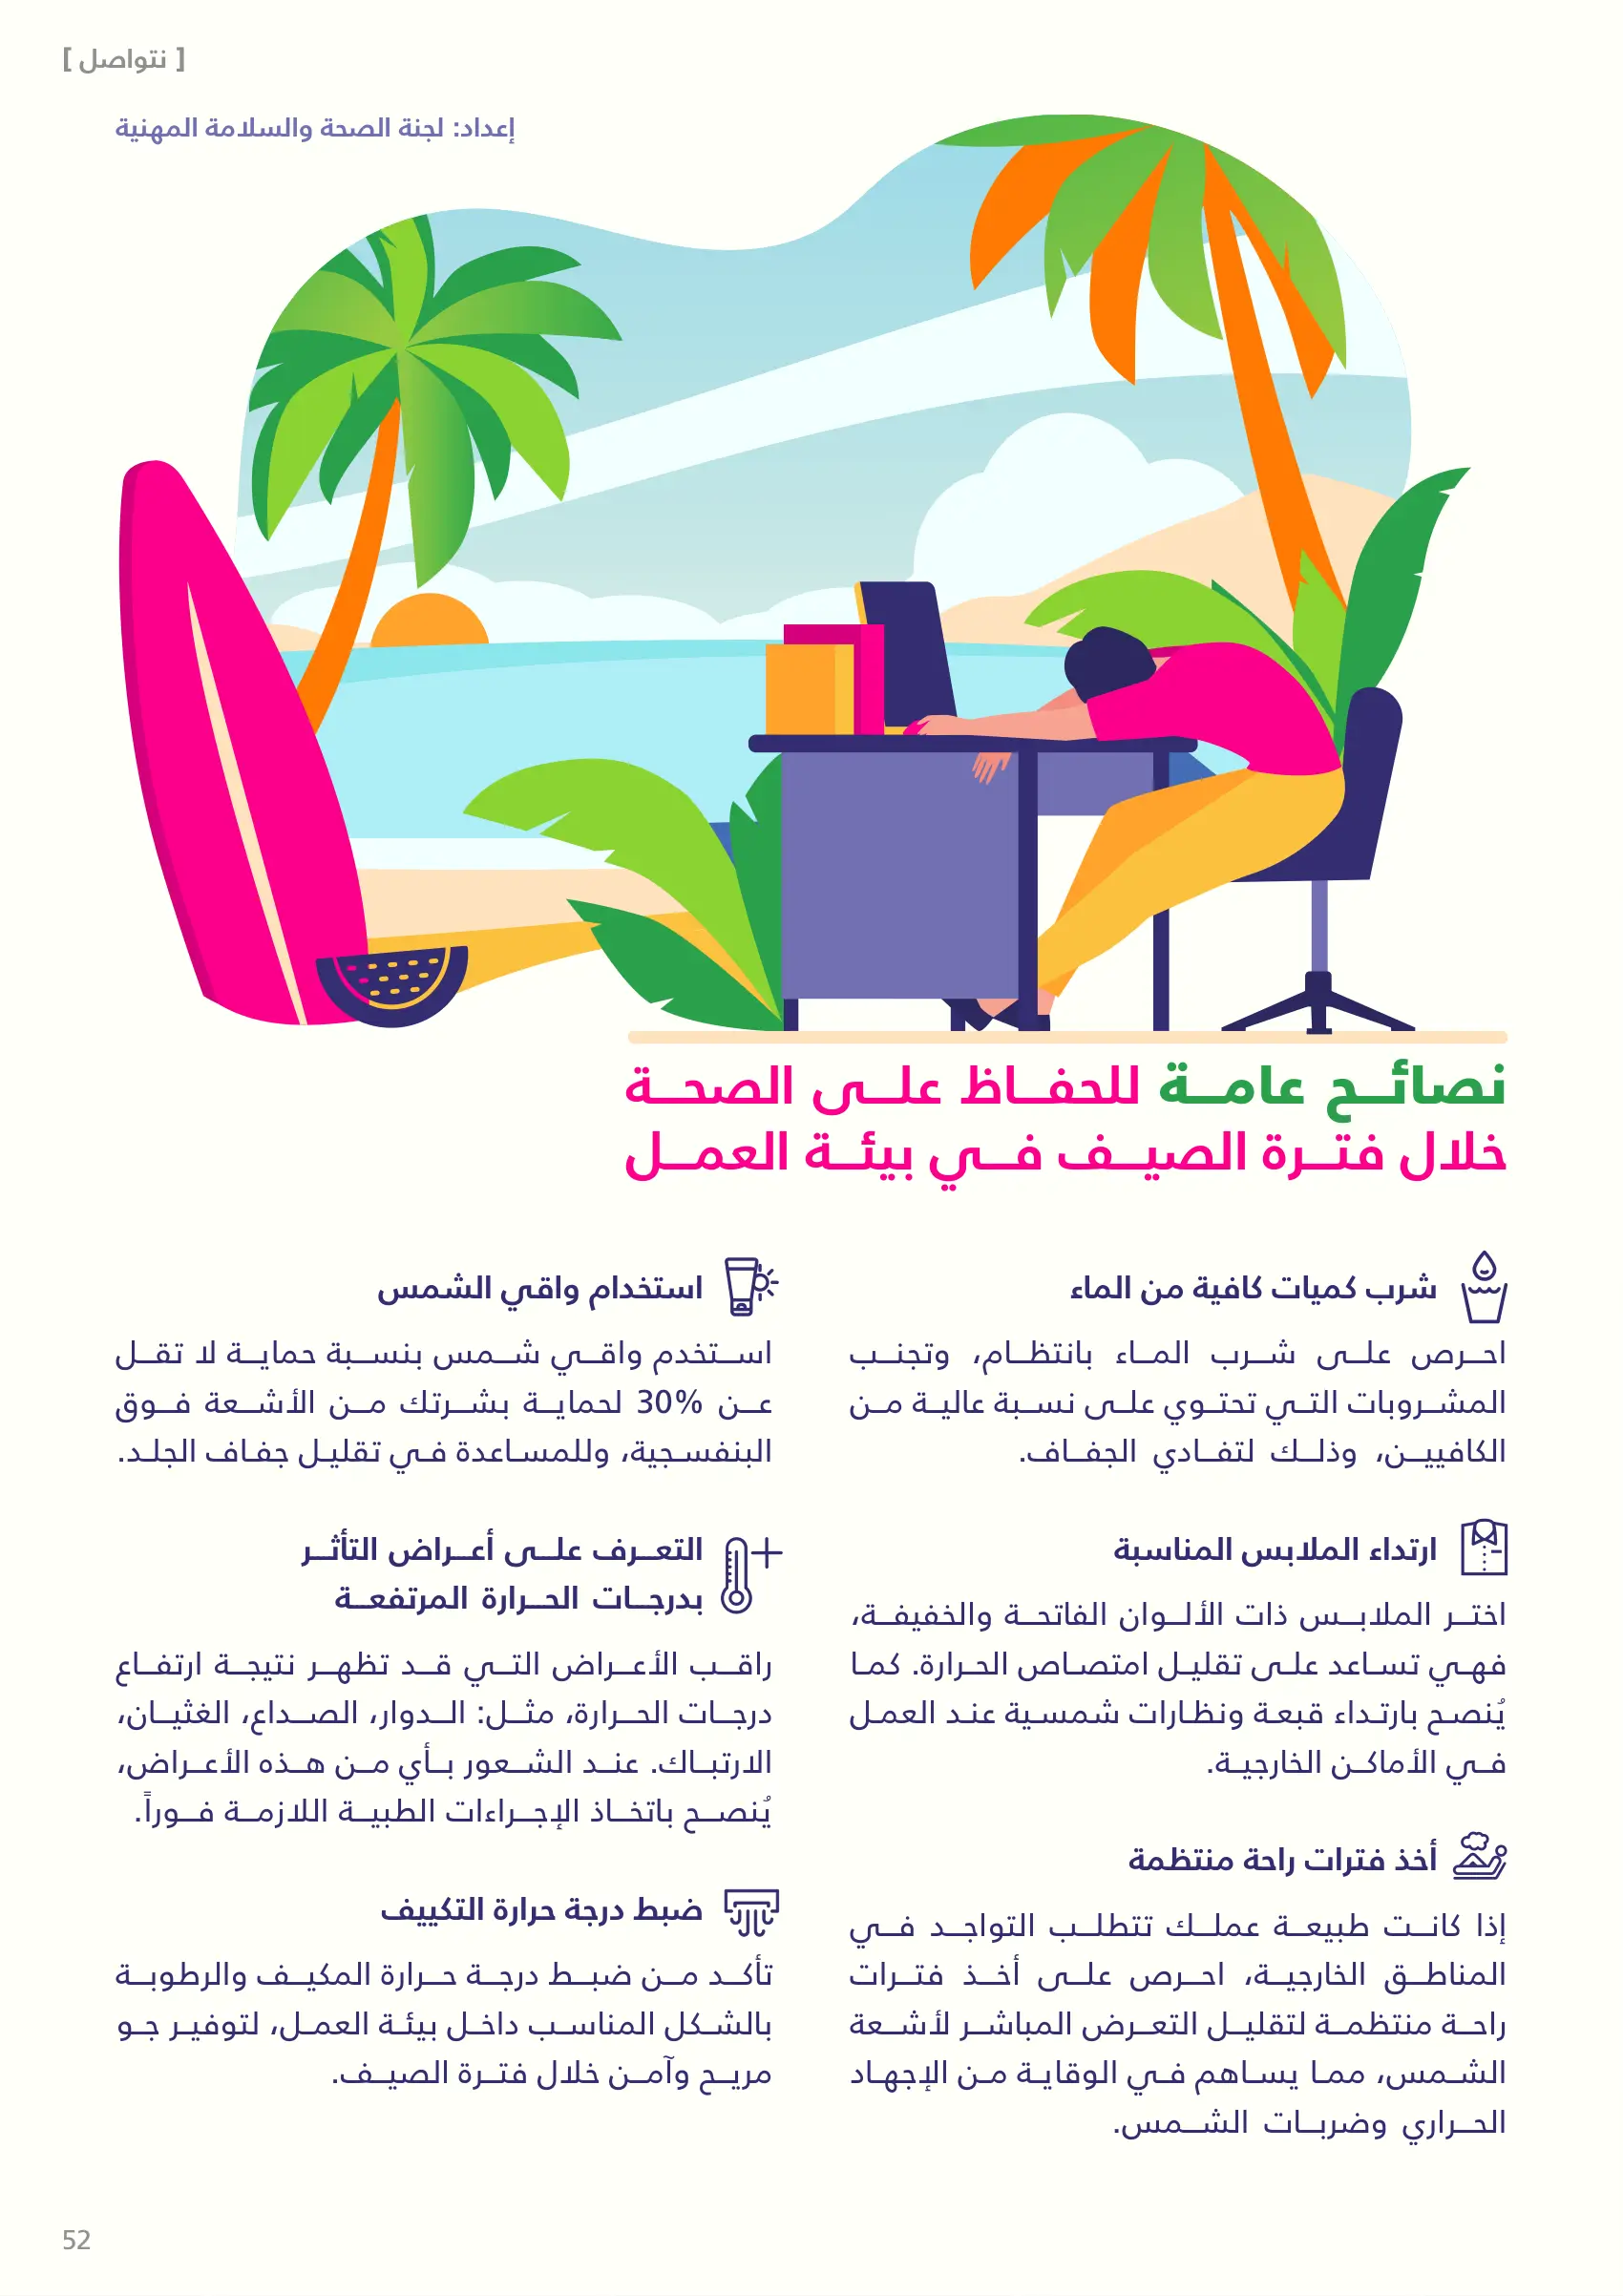 [ نتواصل ]
إعداد: لجنة الصحة والسلامة المهنية
نصائح عامة للحفاظ على الصحة
خلال فترة الصيف في بيئة العمل
شرب كميات كافية من الماء
احرص على شرب الماء بانتظام، وتجنب
المشروبات التي تحتوي على نسبة عالية من
الكافيين، وذلك لتفادي الجفاف.
ارتداء الملابس المناسبة
اختر الملابس ذات الألوان الفاتحة والخفيفة،
فهي تساعد على تقليل امتصاص الحرارة. كما
يُنصح بارتداء قبعة ونظارات شمسية عند العمل
في الأماكن الخارجية.
أخذ فترات راحة منتظمة
إذا كانت طبيعة عملك تتطلب التواجد في
المناطق الخارجية، احرص على أخذ فترات
راحة منتظمة لتقليل التعرض المباشر لأشعة
الشمس، مما يساهم في الوقاية من الإجهاد
الحراري وضربات الشمس.
استخدام واقي الشمس
استخدم واقي شمس بنسبة حماية لا تقل
عن %30 لحماية بشرتك من الأشعة فوق
البنفسجية، وللمساعدة في تقليل جفاف الجلد.
التعرف على أعراض التأثر
بدرجات الحرارة المرتفعة
راقب الأعراض التي قد تظهر نتيجة ارتفاع
درجات الحرارة، مثل: الدوار، الصداع، الغثيان،
الارتباك. عند الشعور بأي من هذه الأعراض،
يُنصح باتخاذ الإجراءات الطبية اللازمة فوراً.
ضبط درجة حرارة التكييف
تأكد من ضبط درجة حرارة المكيف والرطوبة
بالشكل المناسب داخل بيئة العمل، لتوفير جو
مريح وآمن خلال فترة الصيف.
52